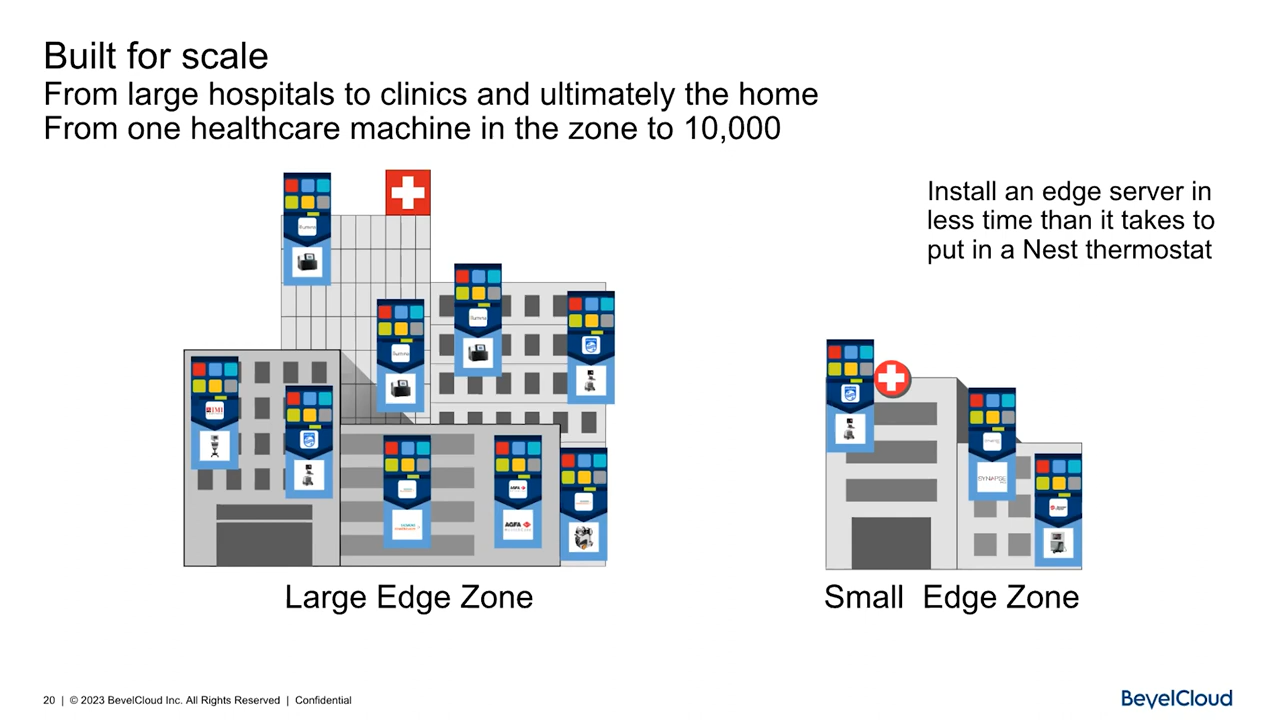 Built for scale
From large hospitals to clinics and ultimately the home
From one healthcare machine in the zone to 10,000
Install an edge server in
less time than it takes to
put in a Nest thermostat
AGFA
SYNAPSE
Large Edge Zone
Small Edge Zone
20 | © 2023 BevelCloud Inc. All Rights Reserved | Confidential
BevelCloud